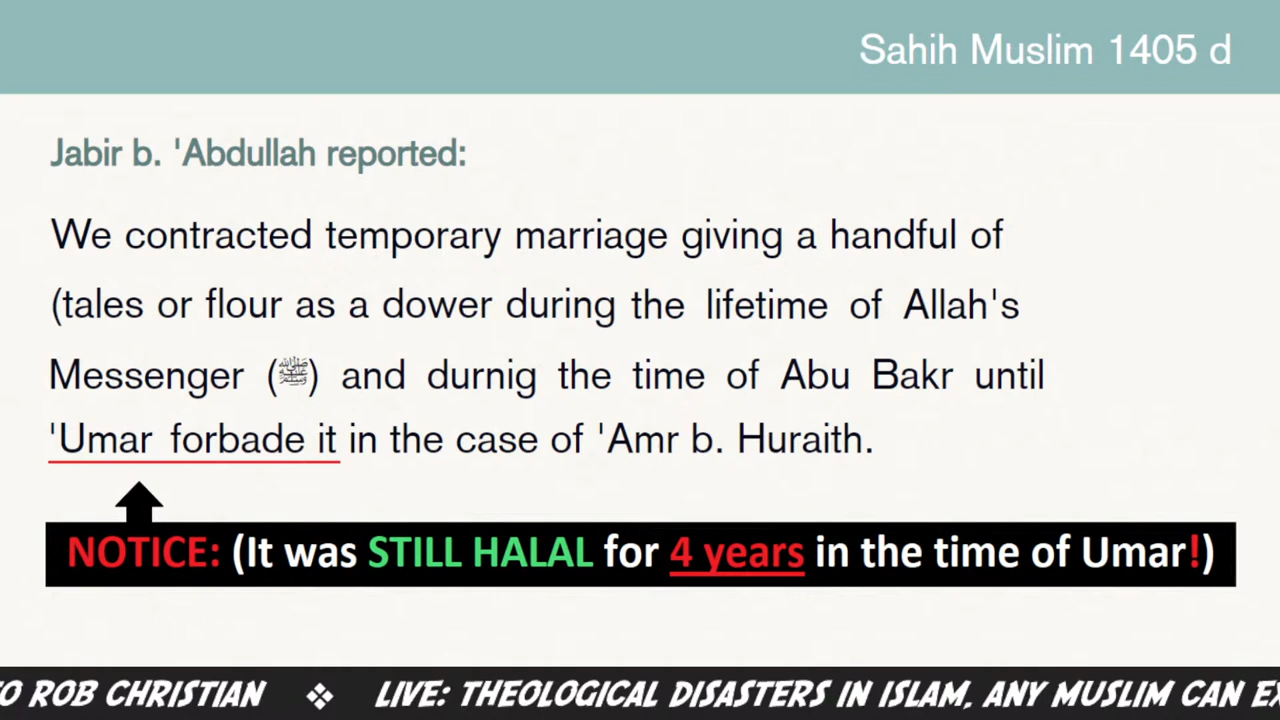 Sahih Muslim 1405 d
Jabir b. 'Abdullah reported:
We contracted temporary marriage giving a handful of
(tales or flour as a dower during the lifetime of Allah's
Messenger (ﷺ) and durnig the time of Abu Bakr until
'Umar forbade it in the case of 'Amr b. Huraith.
NOTICE: (It was STILL HALAL for 4 years in the time of Umar!)
TO ROB CHRISTIAN ❖ LIVE: THEOLOGICAL DISASTERS IN ISLAM, ANY MUSLIM CAN EX